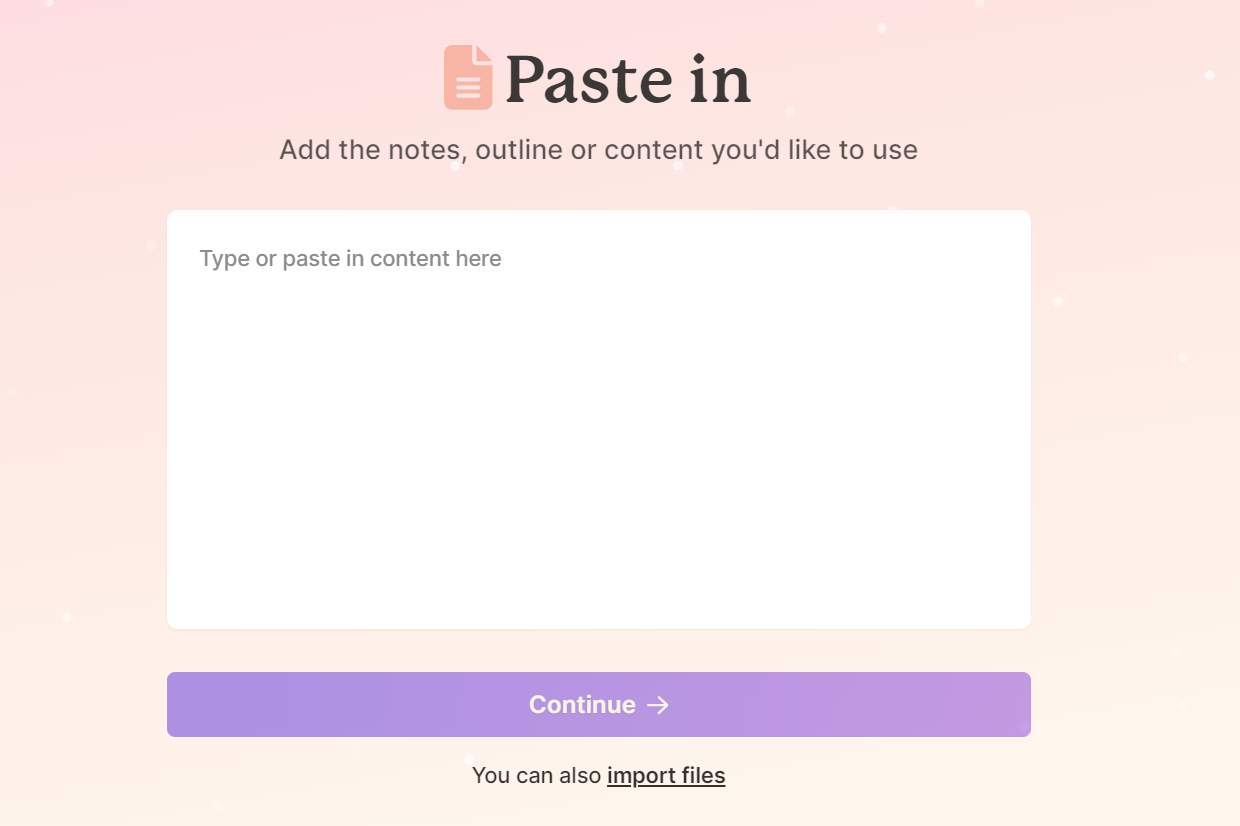 Paste in
Add the notes, outline or content you'd like to use
Type or paste in content here
Continue →
You can also import files